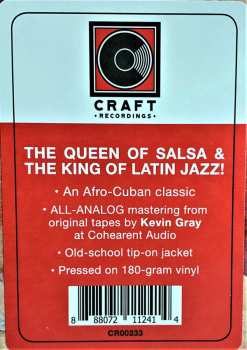 CRAFT
• RECORDINGS •
THE QUEEN OF SALSA &
THE KING OF LATIN JAZZ!
• An Afro-Cuban classic
• ALL-ANALOG mastering from
original tapes by Kevin Gray
at Cohearent Audio
• Old-school tip-on jacket
• Pressed on 180-gram vinyl
8 88072 11241 4
CR00233